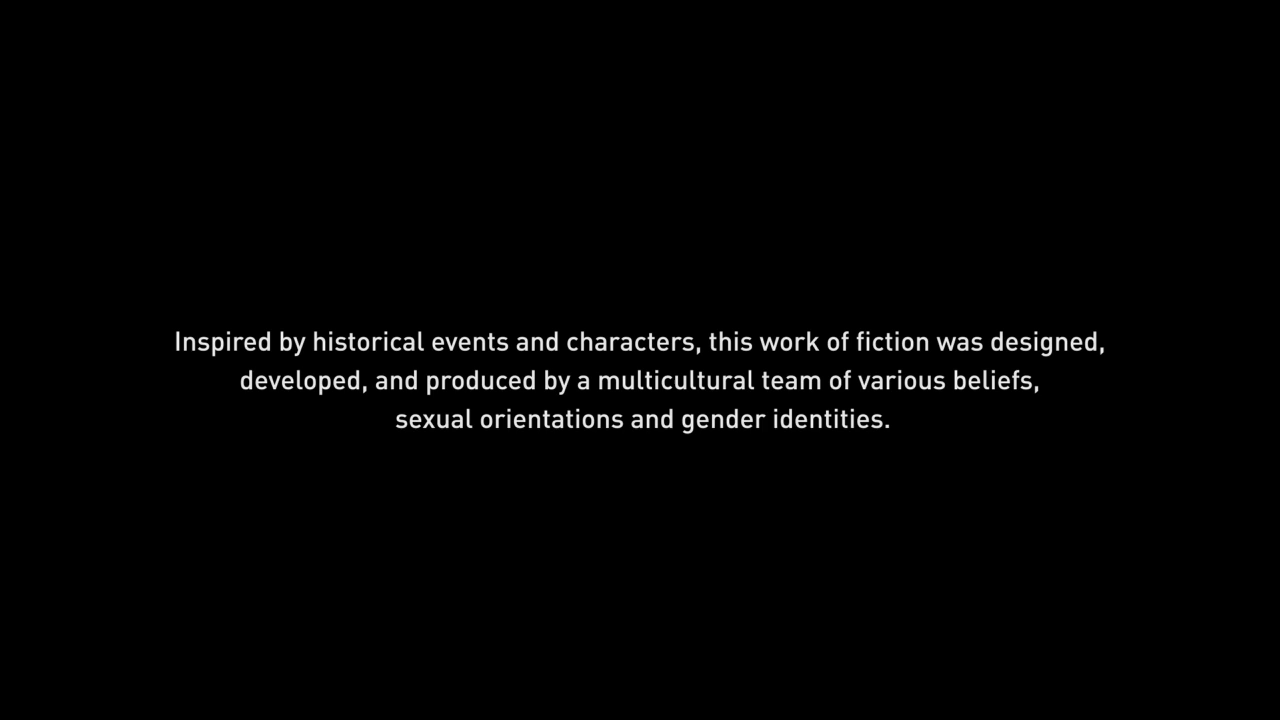 Inspired by historical events and characters, this work of fiction was designed,
developed, and produced by a multicultural team of various beliefs,
sexual orientations and gender identities.